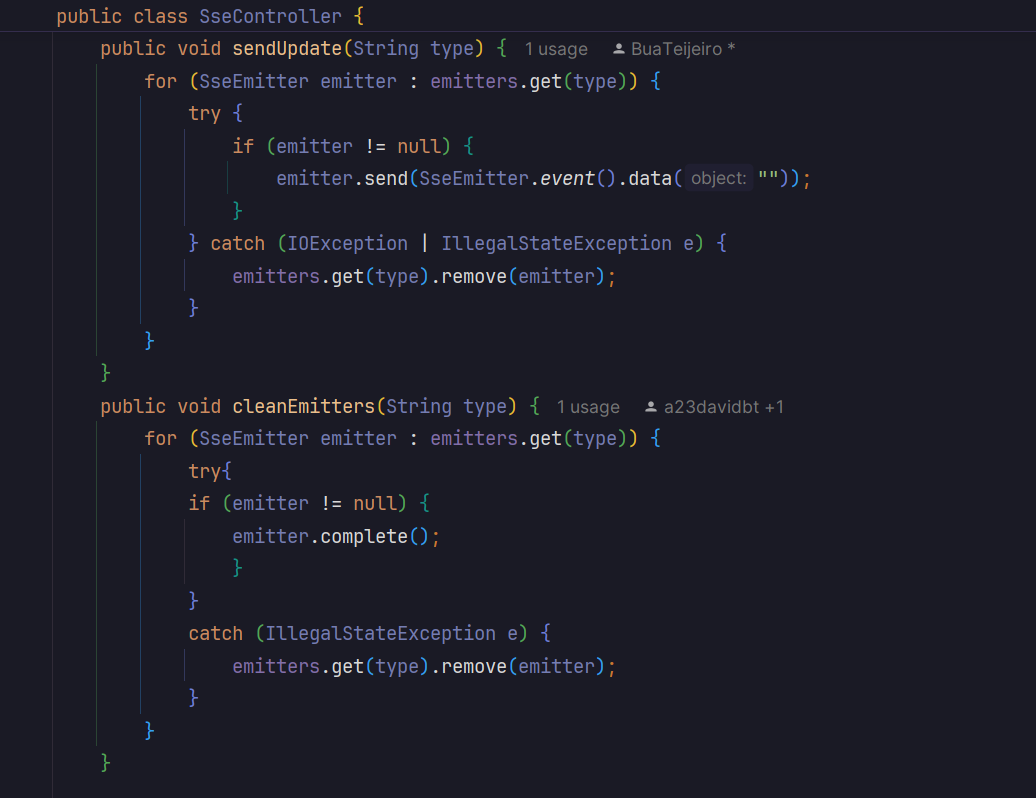 public class SseController {
    public void sendUpdate(String type) { 1 usage BuaTeijeiro *
        for (SseEmitter emitter : emitters.get(type)) {
            try {
                if (emitter != null) {
                    emitter.send(SseEmitter.event().data( object: ""));
                }
            } catch (IOException | IllegalStateException e) {
                emitters.get(type).remove(emitter);
            }
        }
    }
    public void cleanEmitters(String type) { 1 usage a23davidbt +1
        for (SseEmitter emitter : emitters.get(type)) {
            try{
            if (emitter != null) {
                emitter.complete();
                }
            }
            catch (IllegalStateException e) {
                emitters.get(type).remove(emitter);
            }
        }
    }